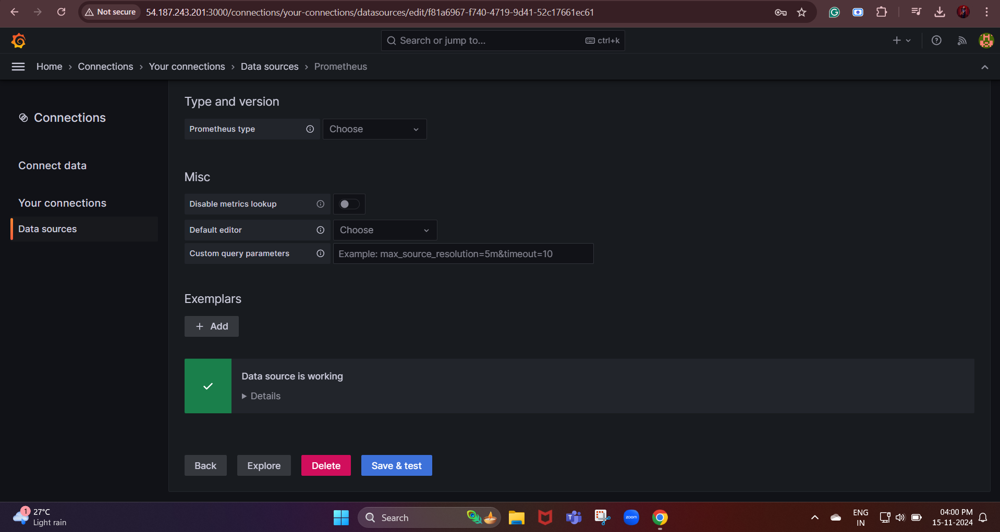 Not secure 54.187.243.201:3000/connections/your-connections/datasources/edit/f81a6967-f740-4719-9d41-52c17661ec61
Search or jump to... ctrl+k
Home › Connections › Your connections › Data sources › Prometheus
Connections
Connect data
Your connections
Data sources
Type and version
Prometheus type Choose
Misc
Disable metrics lookup
Default editor Choose
Custom query parameters Example: max_source_resolution=5m&timeout=10
Exemplars
+ Add
Data source is working
Details
Back Explore Delete Save & test
1 27°C
Light rain
Search
zoom
ENG
IN
04:00 PM
15-11-2024